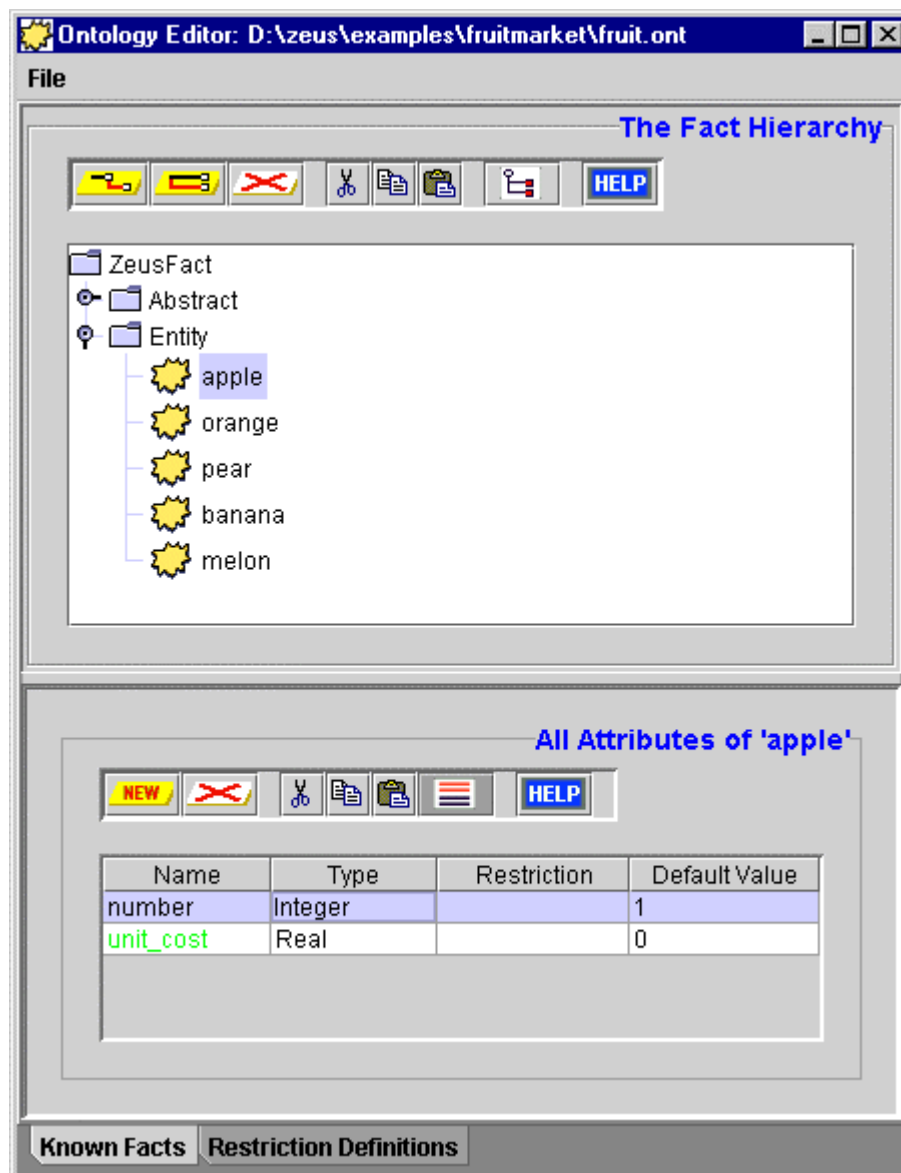 Ontology Editor: D:\zeus\examples\fruitmarket\fruit.ont
File
The Fact Hierarchy
HELP
ZeusFact
Abstract
Entity
apple
orange
pear
banana
melon
All Attributes of 'apple'
NEW HELP
Name Type Restriction Default Value
number Integer 1
unit_cost Real 0
Known Facts Restriction Definitions